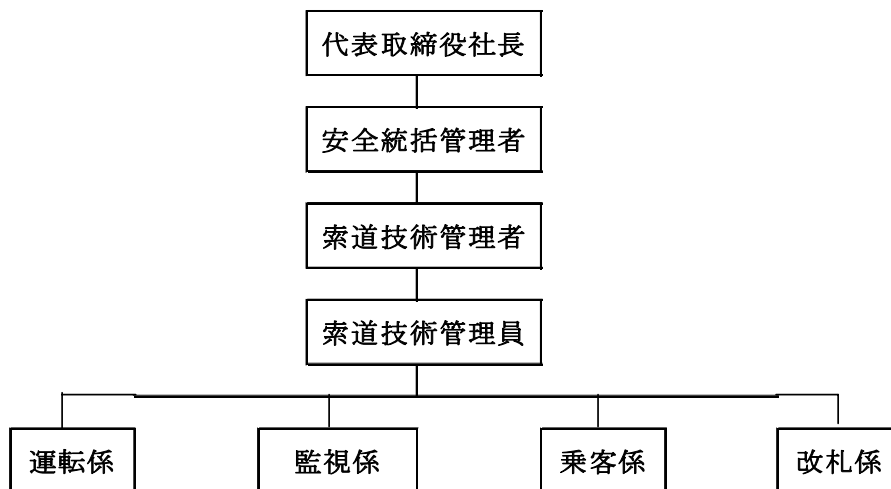 代表取締役社長
安全統括管理者
索道技術管理者
索道技術管理員
運転係
監視係
乗客係
改札係